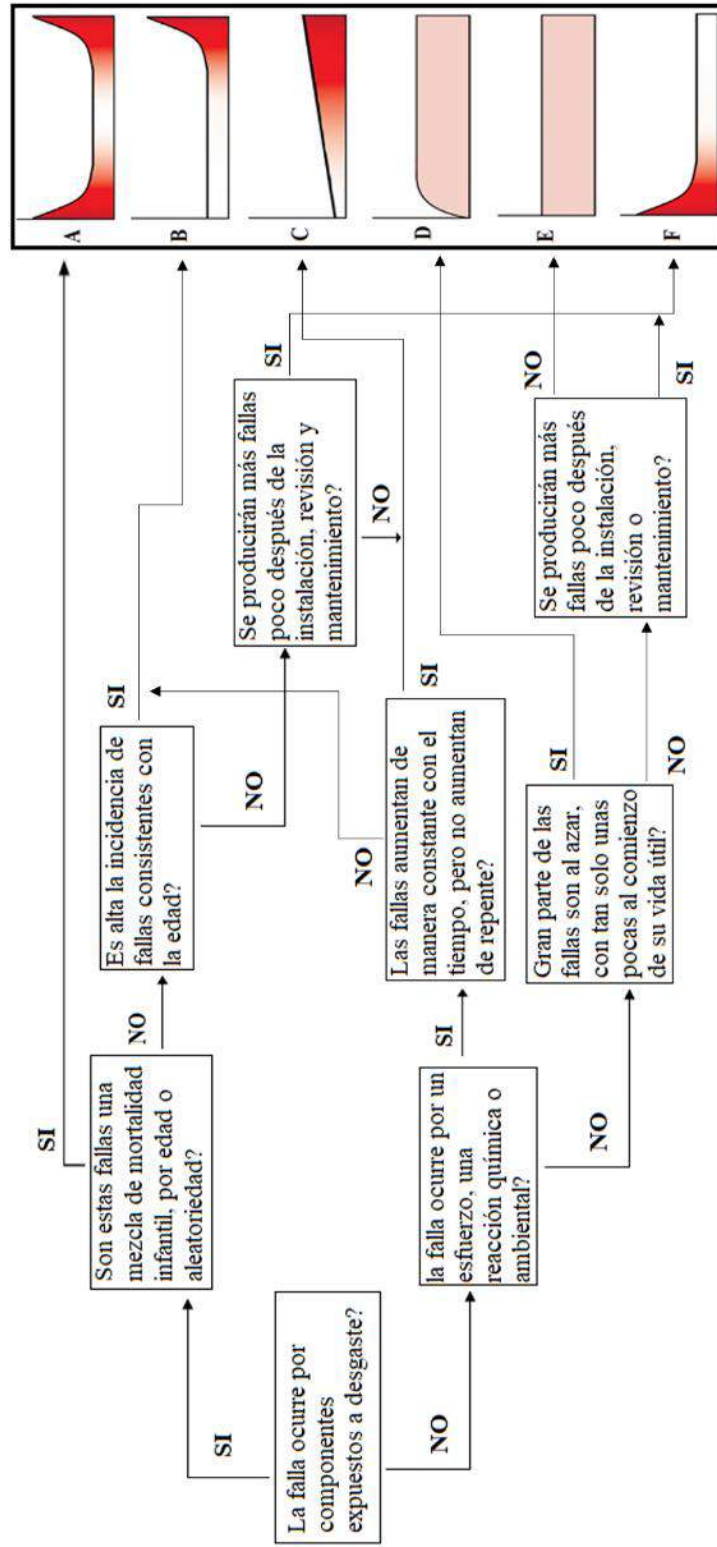 La falla ocurre por
componentes
expuestos a desgaste?
SI
NO
Son estas fallas una
mezcla de mortalidad
infantil, por edad o
aleatoriedad?
SI
NO
la falla ocurre por un
esfuerzo, una
reacción química o
ambiental?
SI
NO
Es alta la incidencia de
fallas consistentes con
la edad?
SI
NO
Las fallas aumentan de
manera constante con el
tiempo, pero no aumentan
de repente?
NO
SI
Gran parte de las
fallas son al azar,
con tan solo unas
pocas al comienzo
de su vida útil?
SI
NO
Se producirán más fallas
poco después de la
instalación, revisión y
mantenimiento?
SI
NO
Se producirán más
fallas poco después
de la instalación,
revisión o
mantenimiento?
NO
SI
A
B
C
D
E
F